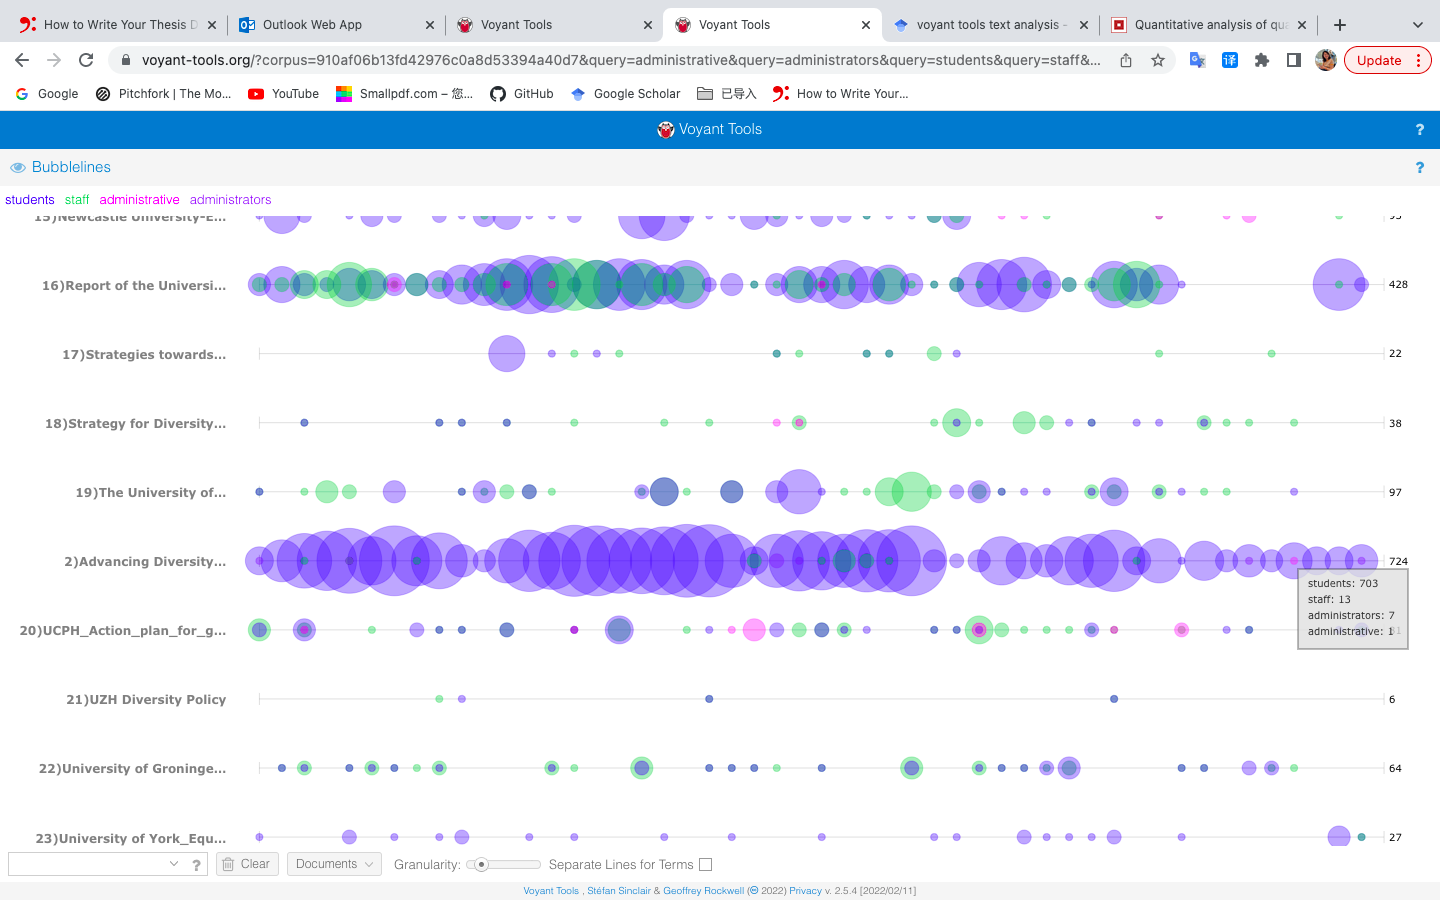 How to Write Your Thesis D
Outlook Web App
Voyant Tools
Voyant Tools
voyant tools text analysis -
Quantitative analysis of qua
voyant-tools.org/?corpus=910af06b13fd42976c0a8d53394a40d7&query=administrative&query=administrators&query=students&query=staff&...
Update
Google
Pitchfork | The Mo...
YouTube
Smallpdf.com – 您...
GitHub
Google Scholar
已导入
How to Write Your...
Voyant Tools
?
Bubblelines
?
students staff administrative administrators
15)Newcastle University-E... 95
16)Report of the Universi... 428
17)Strategies towards... 22
18)Strategy for Diversity... 38
19)The University of... 97
2)Advancing Diversity... 724
students: 703
staff: 13
administrators: 7
administrative: 1
20)UCPH_Action_plan_for_g...
21)UZH Diversity Policy 6
22)University of Groninge... 64
23)University of York_Equ... 27
? Clear Documents Granularity: Separate Lines for Terms
Voyant Tools , Stéfan Sinclair & Geoffrey Rockwell (2022) Privacy v. 2.5.4 [2022/02/11]